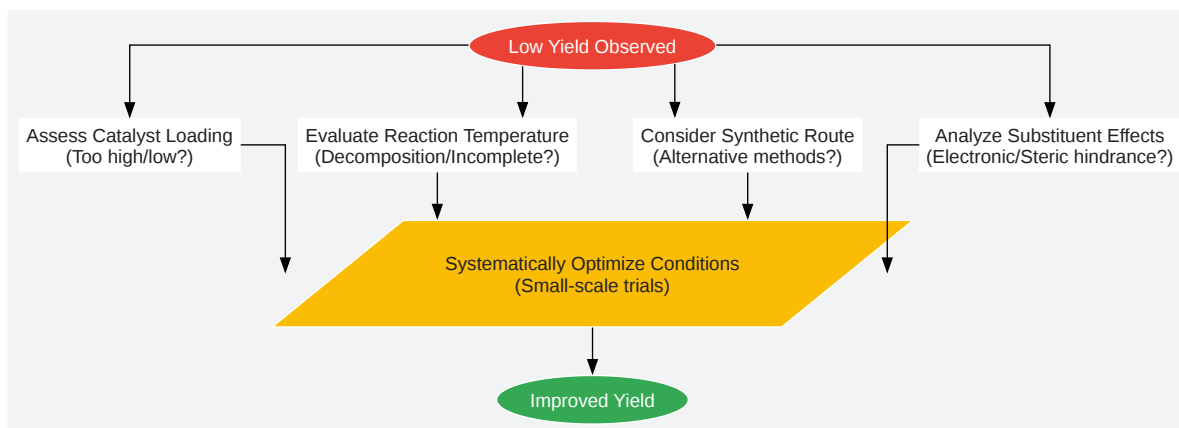 Low Yield Observed
Assess Catalyst Loading
(Too high/low?)
Evaluate Reaction Temperature
(Decomposition/Incomplete?)
Consider Synthetic Route
(Alternative methods?)
Analyze Substituent Effects
(Electronic/Steric hindrance?)
Systematically Optimize Conditions
(Small-scale trials)
Improved Yield